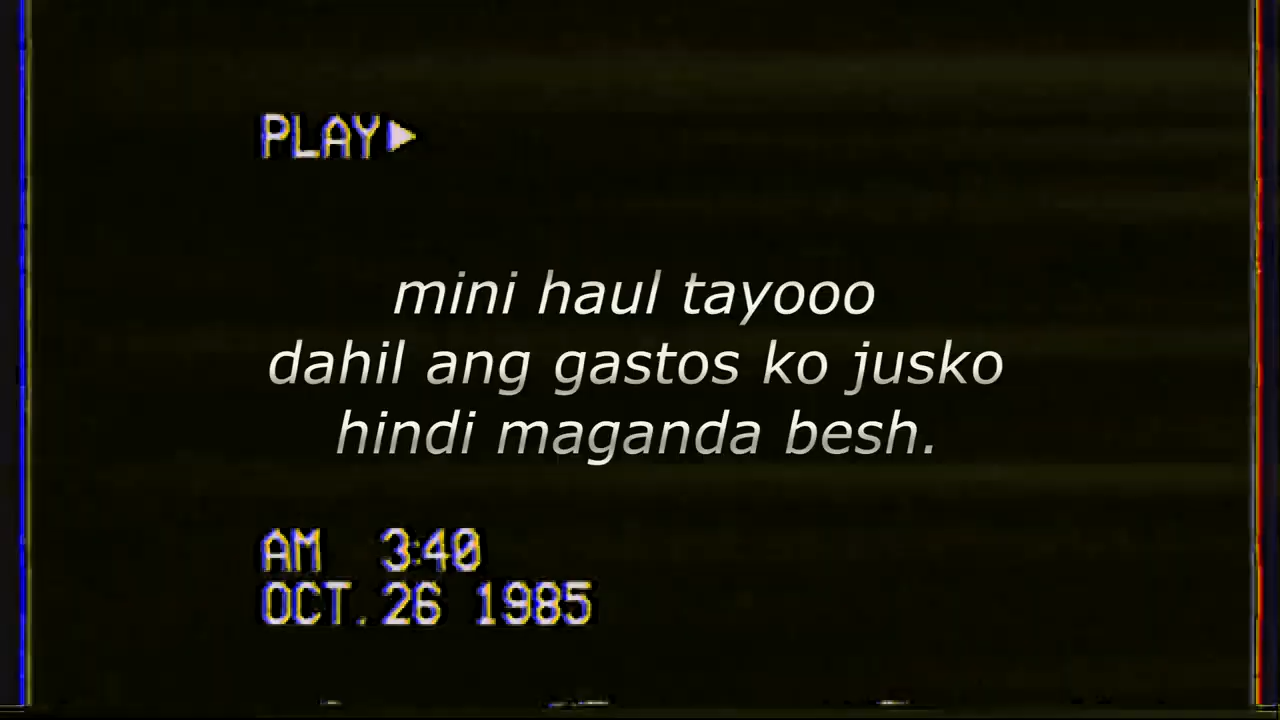 PLAY▶
mini haul tayooo
dahil ang gastos ko jusko
hindi maganda besh.
AM 3:40
OCT. 26 1985